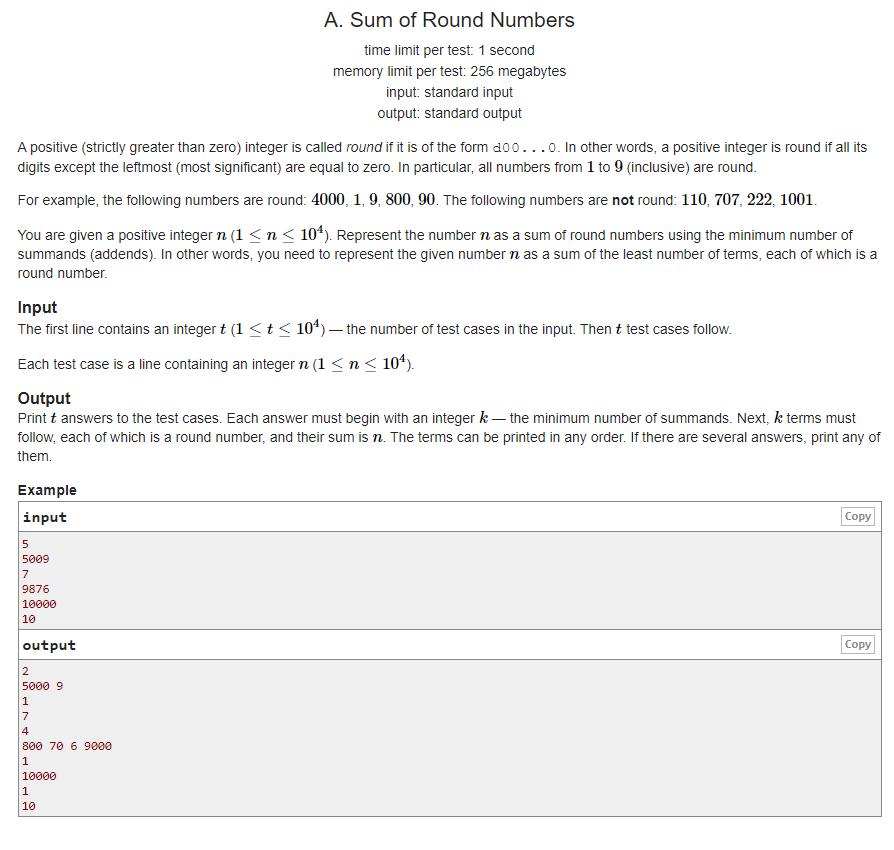 A. Sum of Round Numbers
time limit per test: 1 second
memory limit per test: 256 megabytes
input: standard input
output: standard output
A positive (strictly greater than zero) integer is called round if it is of the form d00...0. In other words, a positive integer is round if all its
digits except the leftmost (most significant) are equal to zero. In particular, all numbers from 1 to 9 (inclusive) are round.
For example, the following numbers are round: 4000, 1, 9, 800, 90. The following numbers are not round: 110, 707, 222, 1001.
You are given a positive integer n (1 ≤ n ≤ 10⁴). Represent the number n as a sum of round numbers using the minimum number of
summands (addends). In other words, you need to represent the given number n as a sum of the least number of terms, each of which is a
round number.
Input
The first line contains an integer t (1 ≤ t ≤ 10⁴) — the number of test cases in the input. Then t test cases follow.
Each test case is a line containing an integer n (1 ≤ n ≤ 10⁴).
Output
Print t answers to the test cases. Each answer must begin with an integer k — the minimum number of summands. Next, k terms must
follow, each of which is a round number, and their sum is n. The terms can be printed in any order. If there are several answers, print any of
them.
Example
input Copy
5
5009
7
9876
10000
10
output Copy
2
5000 9
1
7
4
800 70 6 9000
1
10000
1
10